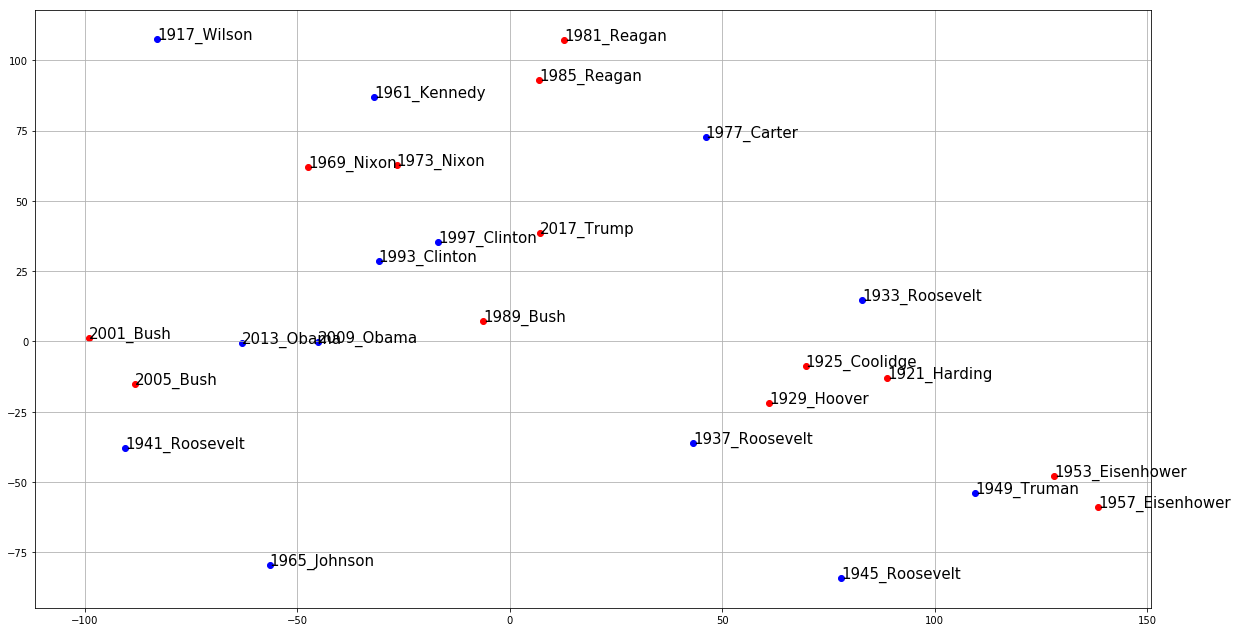 1917_Wilson
1981_Reagan
100
1985_Reagan
1961_Kennedy
75
1977_Carter
1969_Nixon
1973_Nixon
50
1997_Clinton
2017_Trump
1993_Clinton
25
1933_Roosevelt
1989_Bush
2001_Bush
2013_Obama
2009_Obama
0
1925_Coolidge
1921_Harding
2005_Bush
1929_Hoover
−25
1941_Roosevelt
1937_Roosevelt
1953_Eisenhower
−50
1949_Truman
1957_Eisenhower
−75
1965_Johnson
1945_Roosevelt
−100 −50 0 50 100 150